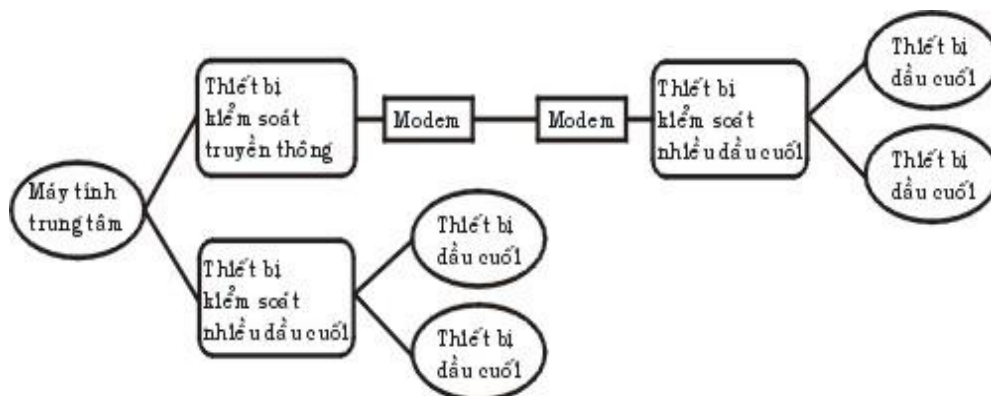 Máy tính
trung tâm
Thiết bị
kiểm soát
truyền thông
Modem
Modem
Thiết bị
kiểm soát
nhiều đầu cuối
Thiết bị
đầu cuối
Thiết bị
đầu cuối
Thiết bị
kiểm soát
nhiều đầu cuối
Thiết bị
đầu cuối
Thiết bị
đầu cuối